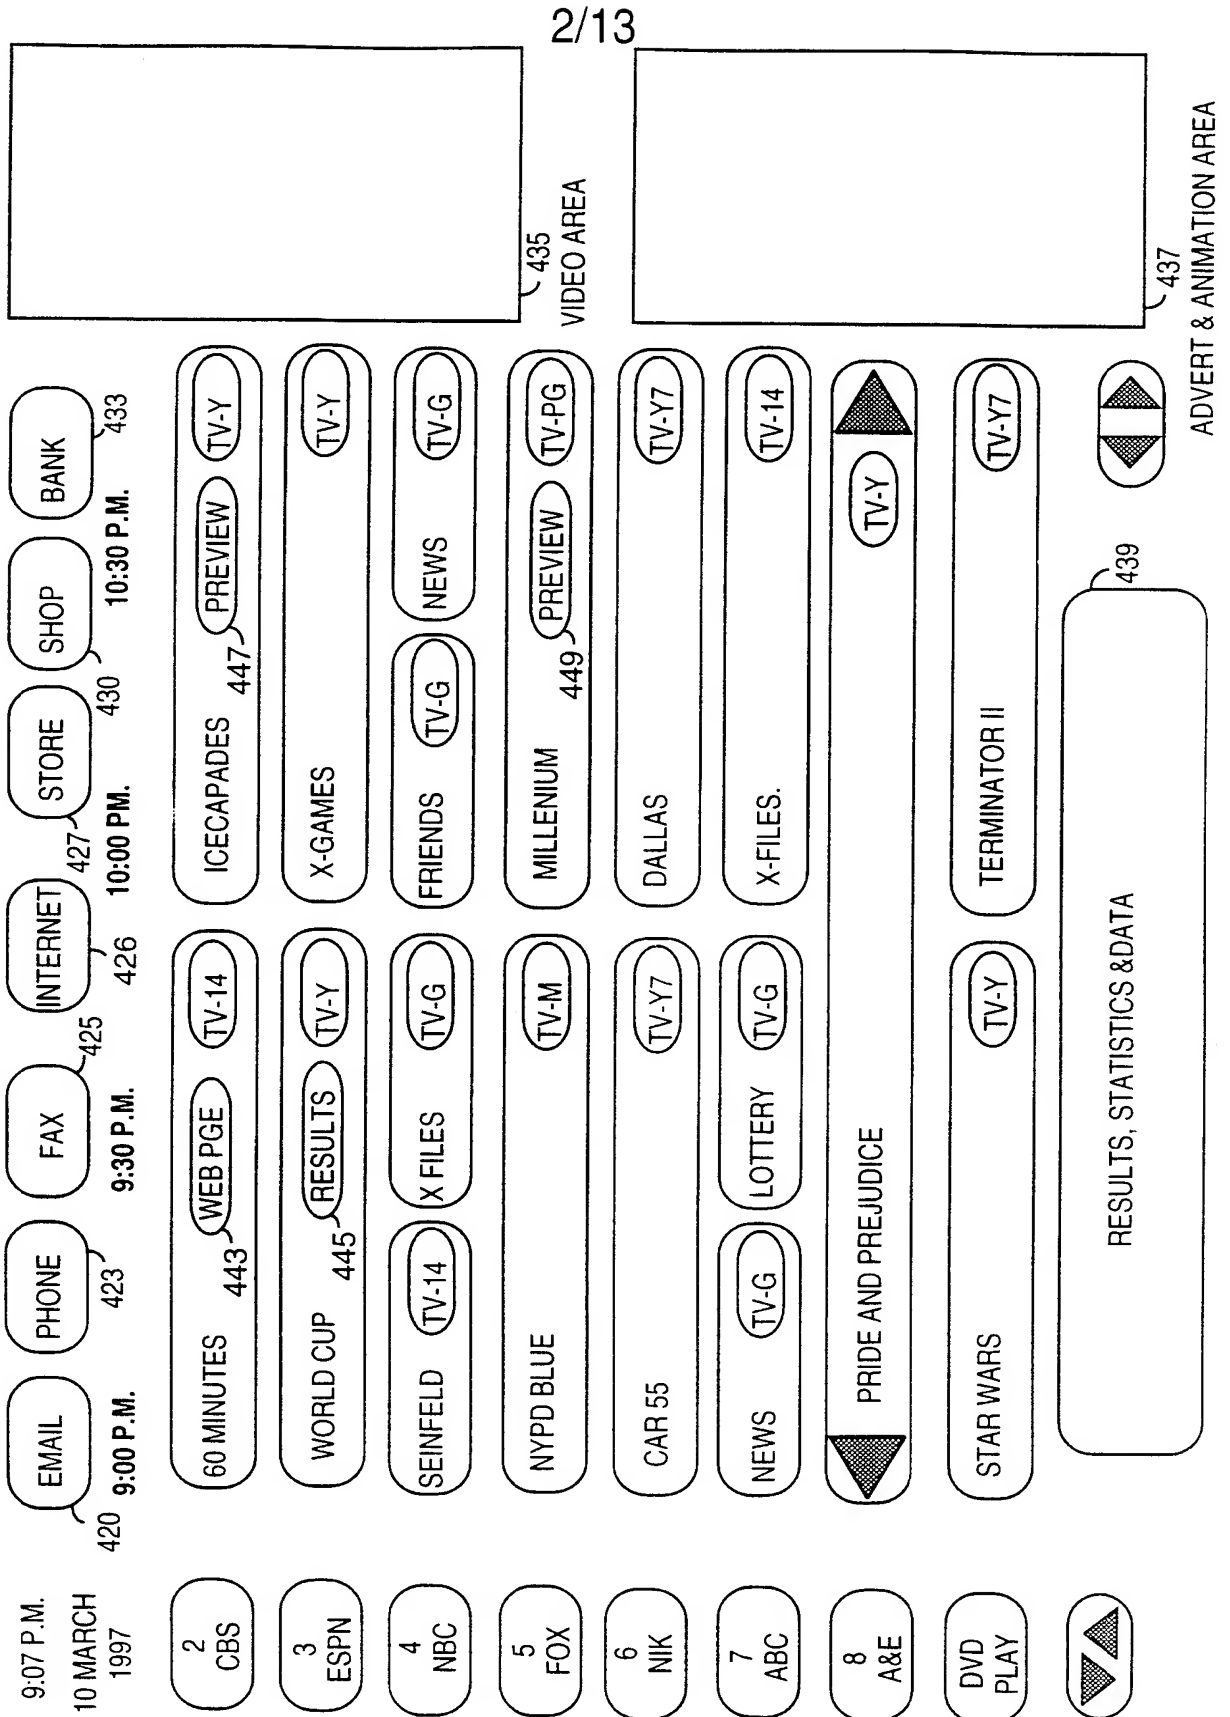 2/13
9:07 P.M.
10 MARCH
1997
EMAIL
420
PHONE
423
FAX
425
INTERNET
426
STORE
427
SHOP
430
BANK
433
9:00 P.M.
9:30 P.M.
10:00 PM.
10:30 P.M.
2
CBS
60 MINUTES
WEB PGE
443
TV-14
ICECAPADES
PREVIEW
447
TV-Y
3
ESPN
WORLD CUP
RESULTS
445
TV-Y
X-GAMES
TV-Y
4
NBC
SEINFELD
TV-14
X FILES
TV-G
FRIENDS
TV-G
NEWS
TV-G
5
FOX
NYPD BLUE
TV-M
MILLENIUM
PREVIEW
449
TV-PG
6
NIK
CAR 55
TV-Y7
DALLAS
TV-Y7
7
ABC
NEWS
TV-G
LOTTERY
TV-G
X-FILES.
TV-14
8
A&E
PRIDE AND PREJUDICE
TV-Y
DVD
PLAY
STAR WARS
TV-Y
TERMINATOR II
TV-Y7
RESULTS, STATISTICS &DATA
439
435
VIDEO AREA
437
ADVERT & ANIMATION AREA